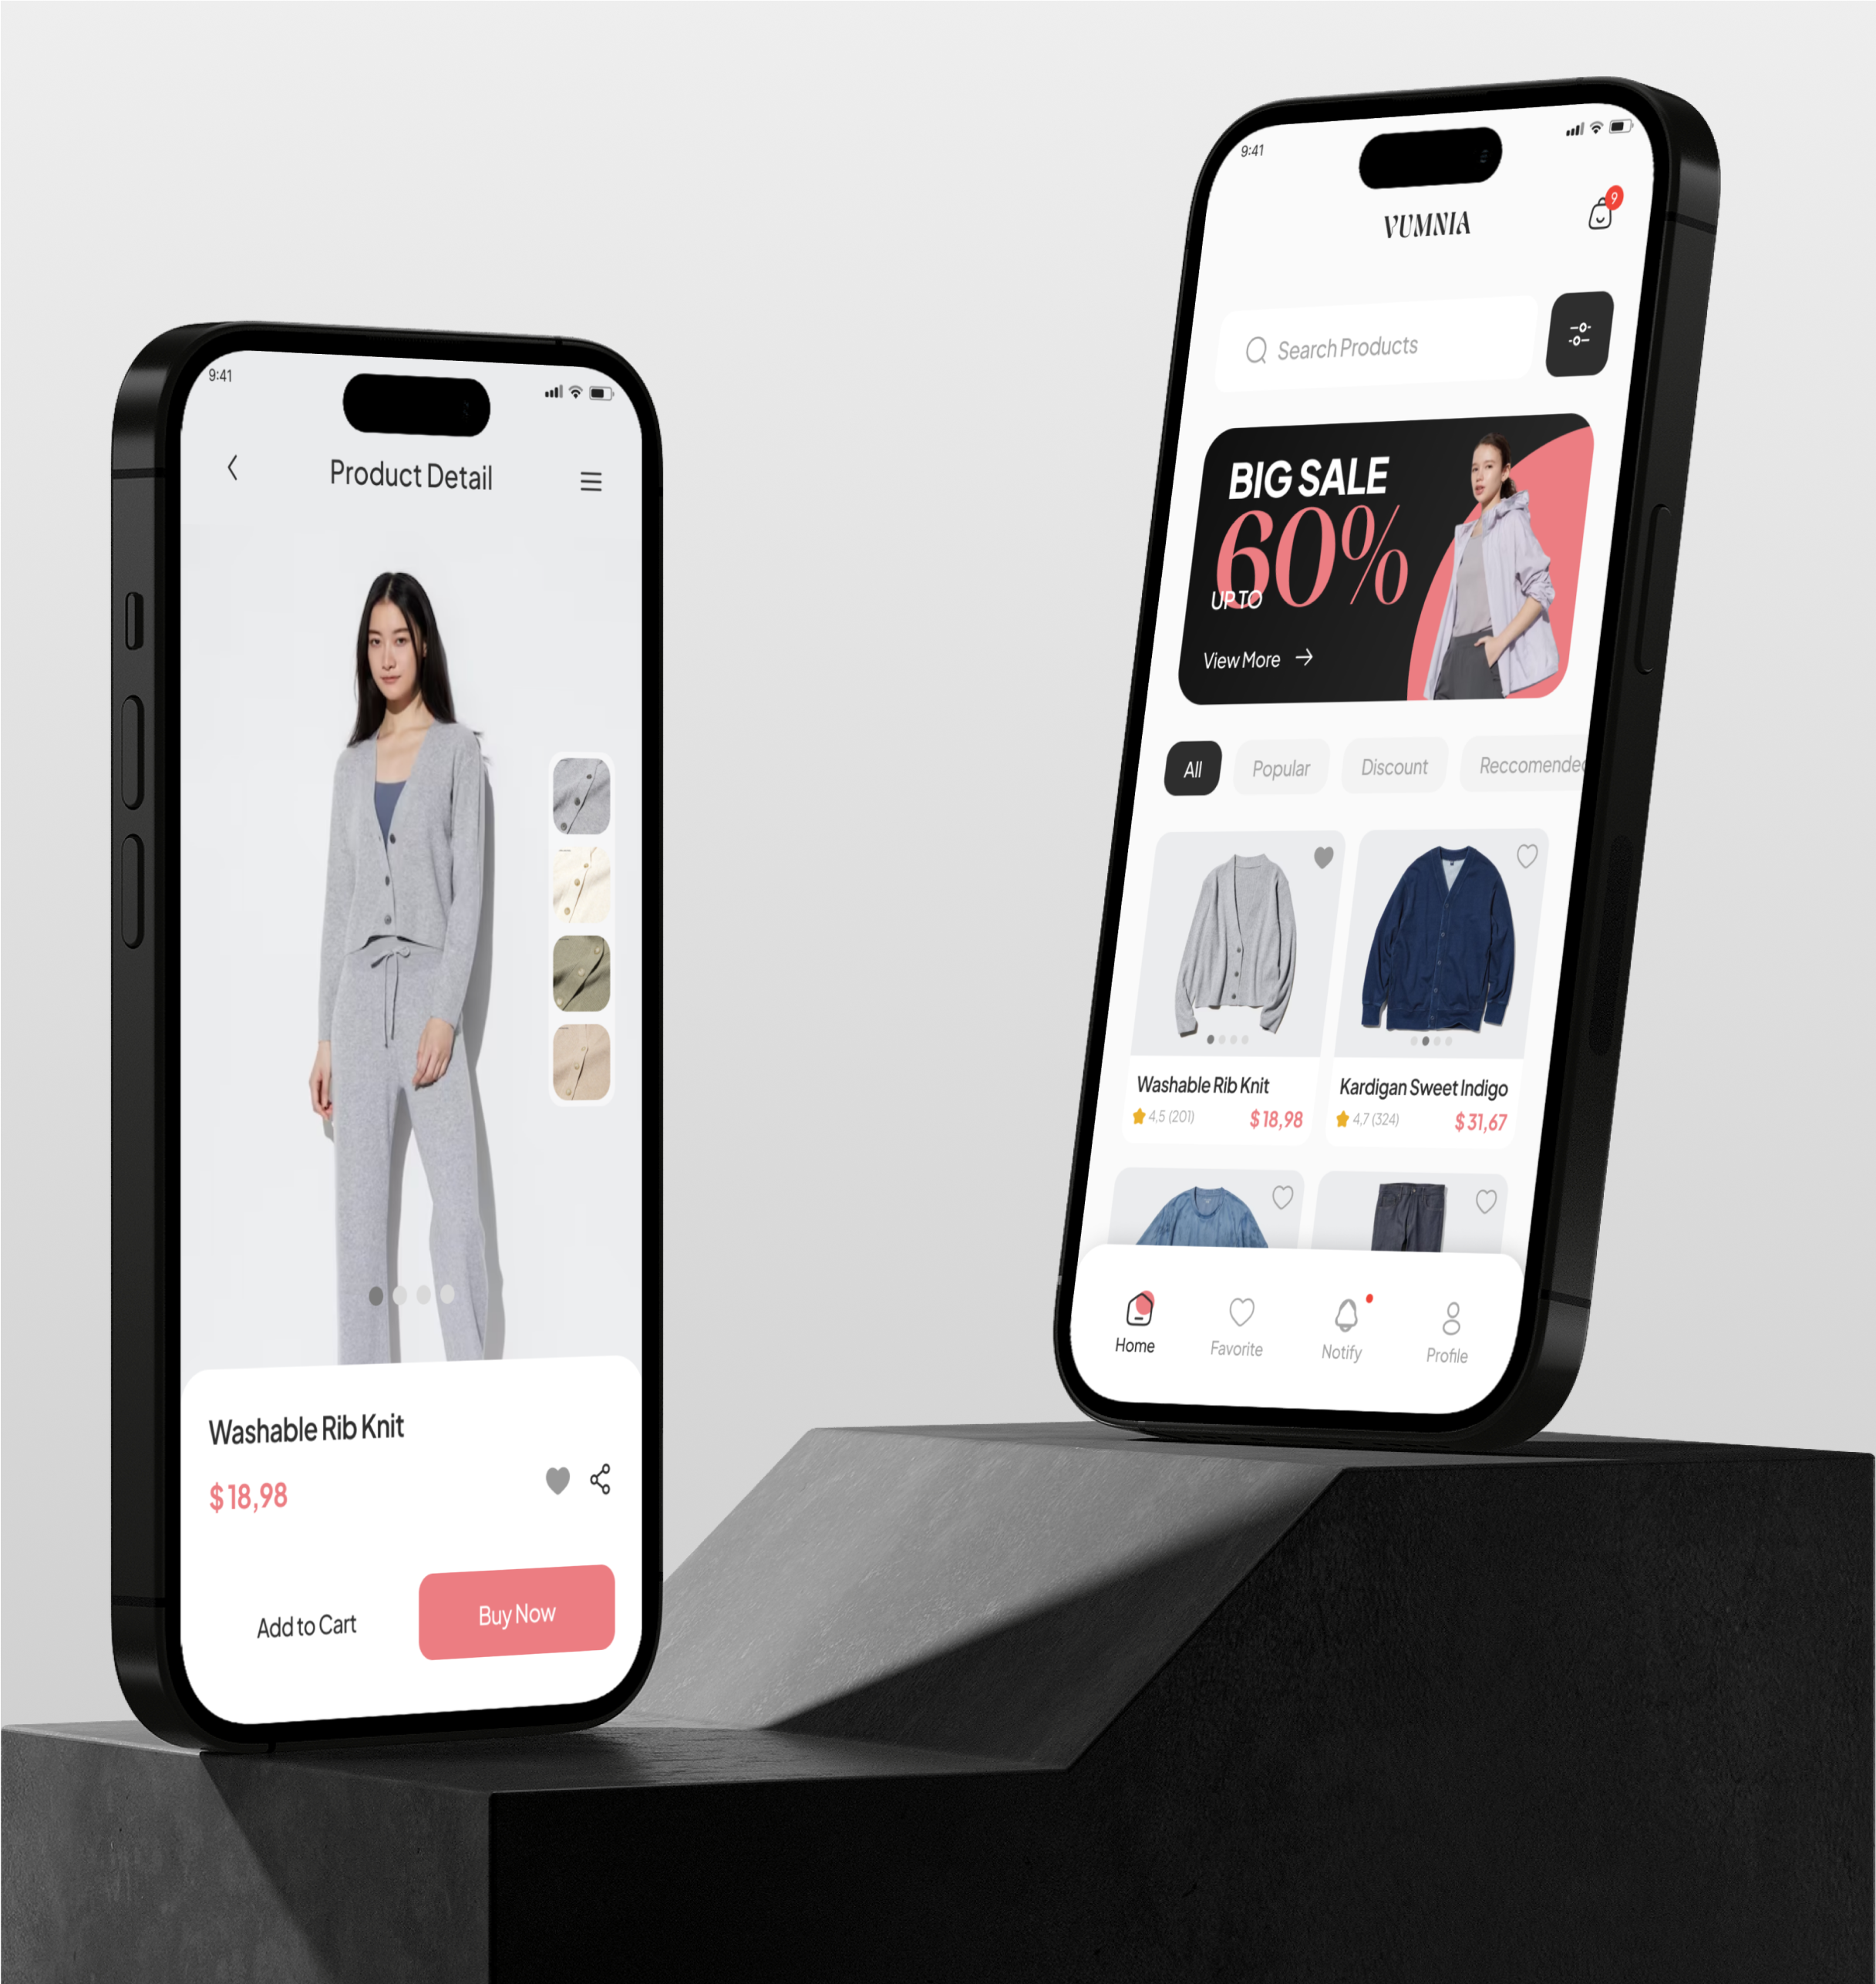 9:41
Product Detail
Washable Rib Knit
$ 18,98
Add to Cart
Buy Now
9:41
VUMNIA
9
Search Products
BIG SALE
60%
UP TO
View More
All
Popular
Discount
Reccomended
Washable Rib Knit
4,5 (201)
$ 18,98
Kardigan Sweet Indigo
4,7 (324)
$ 31,67
Home
Favorite
Notify
Profile